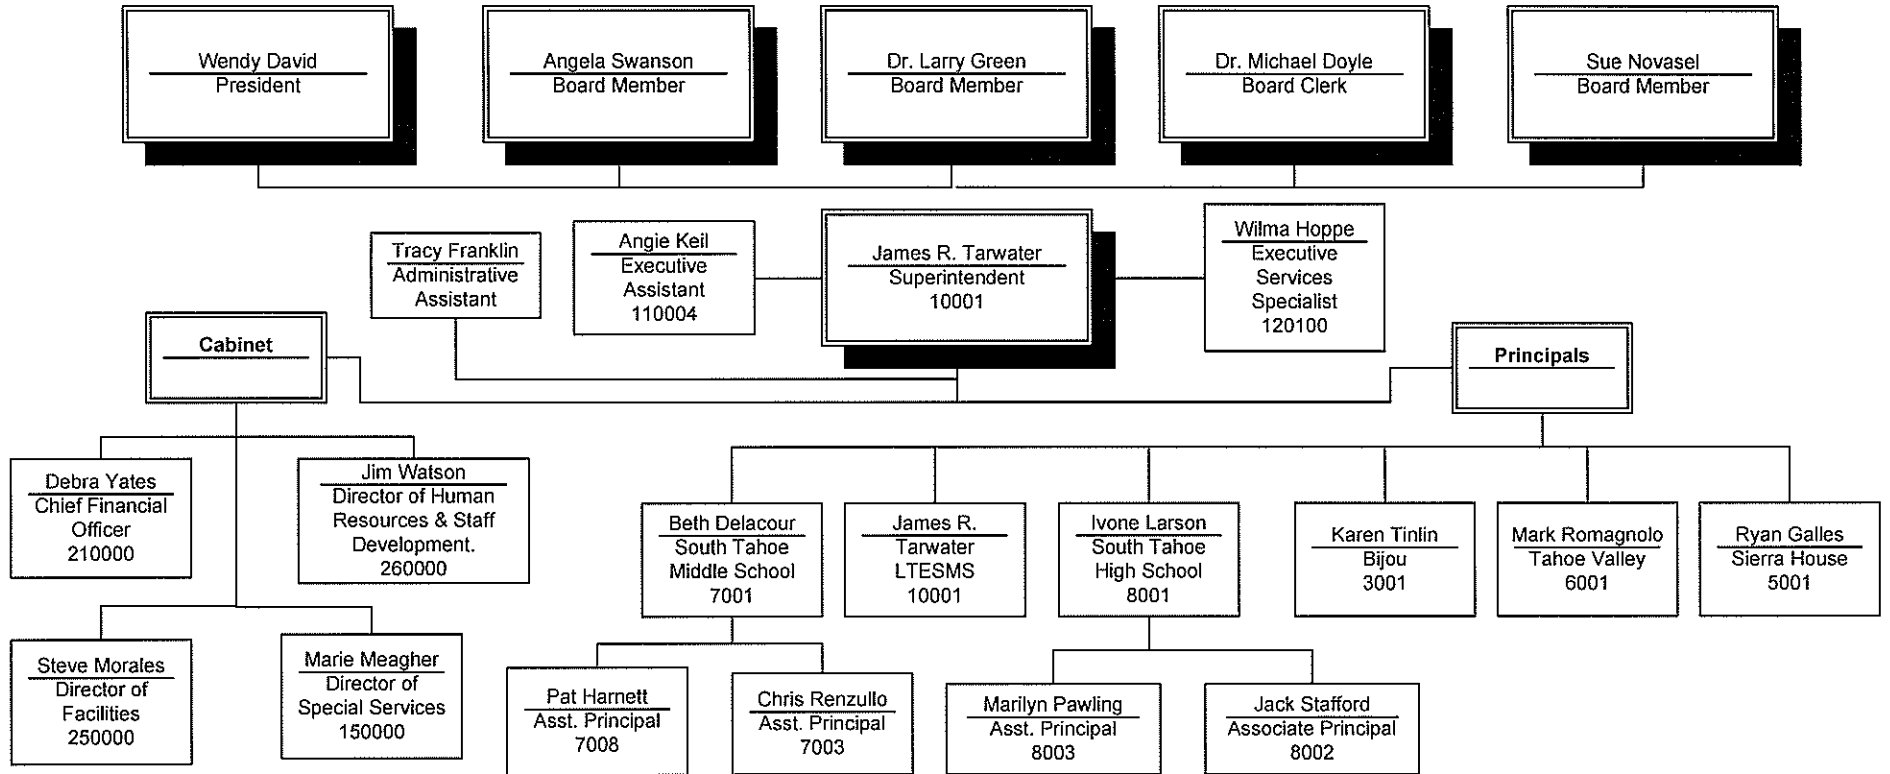 Wendy David
President
Angela Swanson
Board Member
Dr. Larry Green
Board Member
Dr. Michael Doyle
Board Clerk
Sue Novasel
Board Member
Tracy Franklin
Administrative
Assistant
Angie Keil
Executive
Assistant
110004
James R. Tarwater
Superintendent
10001
Wilma Hoppe
Executive
Services
Specialist
120100
Cabinet
Principals
Debra Yates
Chief Financial
Officer
210000
Jim Watson
Director of Human
Resources & Staff
Development.
260000
Steve Morales
Director of
Facilities
250000
Marie Meagher
Director of
Special Services
150000
Beth Delacour
South Tahoe
Middle School
7001
James R.
Tarwater
LTESMS
10001
Ivone Larson
South Tahoe
High School
8001
Karen Tinlin
Bijou
3001
Mark Romagnolo
Tahoe Valley
6001
Ryan Galles
Sierra House
5001
Pat Harnett
Asst. Principal
7008
Chris Renzullo
Asst. Principal
7003
Marilyn Pawling
Asst. Principal
8003
Jack Stafford
Associate Principal
8002